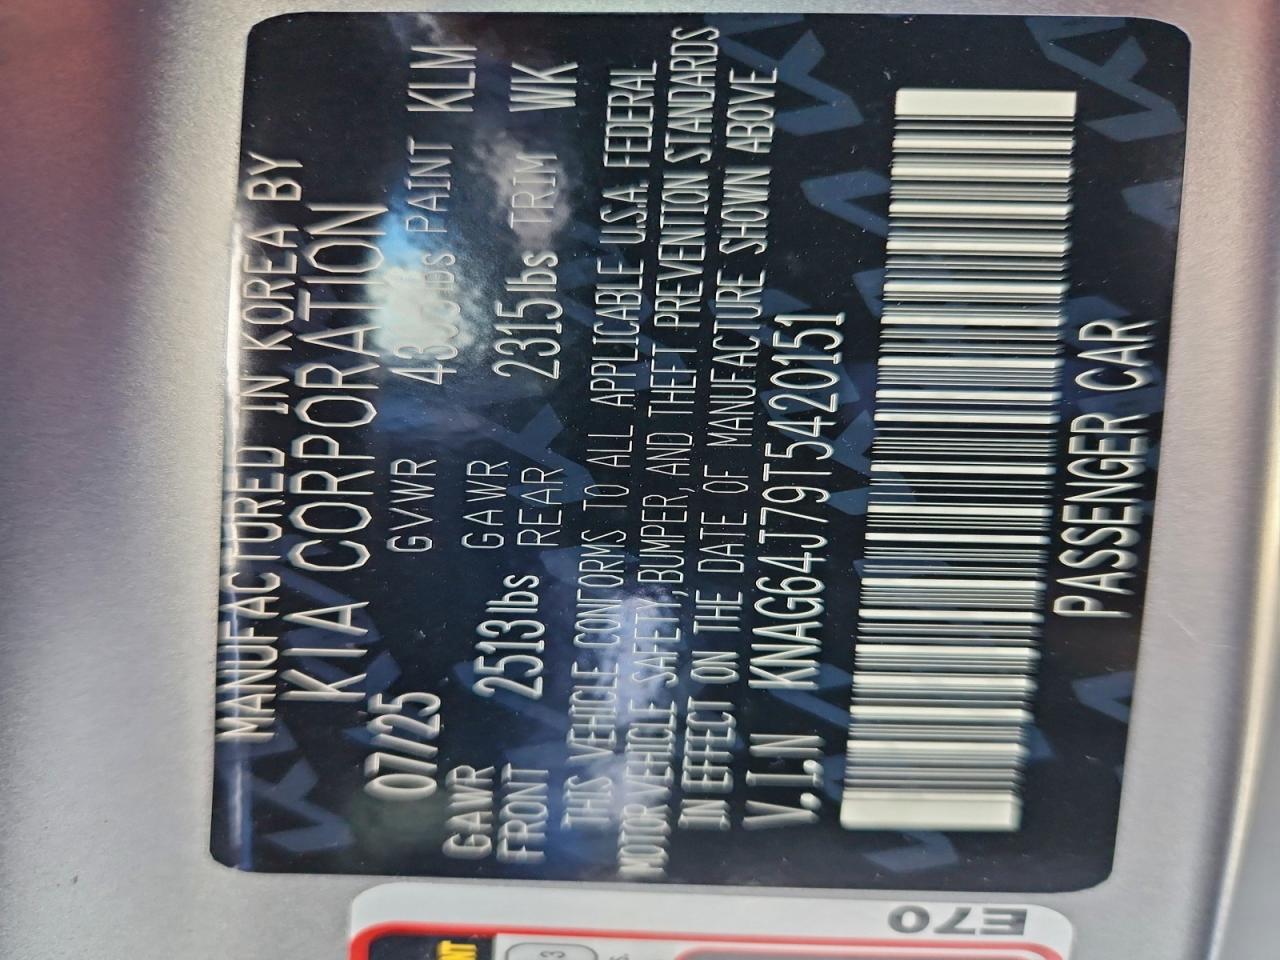 MANUFACTURED IN KOREA BY
KIA CORPORATION
07/25 GVWR lbs PAINT KLM
GAWR FRONT 2513lbs GAWR REAR 2315lbs TRIM WK
THIS VEHICLE CONFORMS TO ALL APPLICABLE U.S.A. FEDERAL
MOTOR VEHICLE SAFETY, BUMPER, AND THEFT PREVENTION STANDARDS
IN EFFECT ON THE DATE OF MANUFACTURE SHOWN ABOVE
V.I.N KNAG64J79T5420151
PASSENGER CAR
E70
3